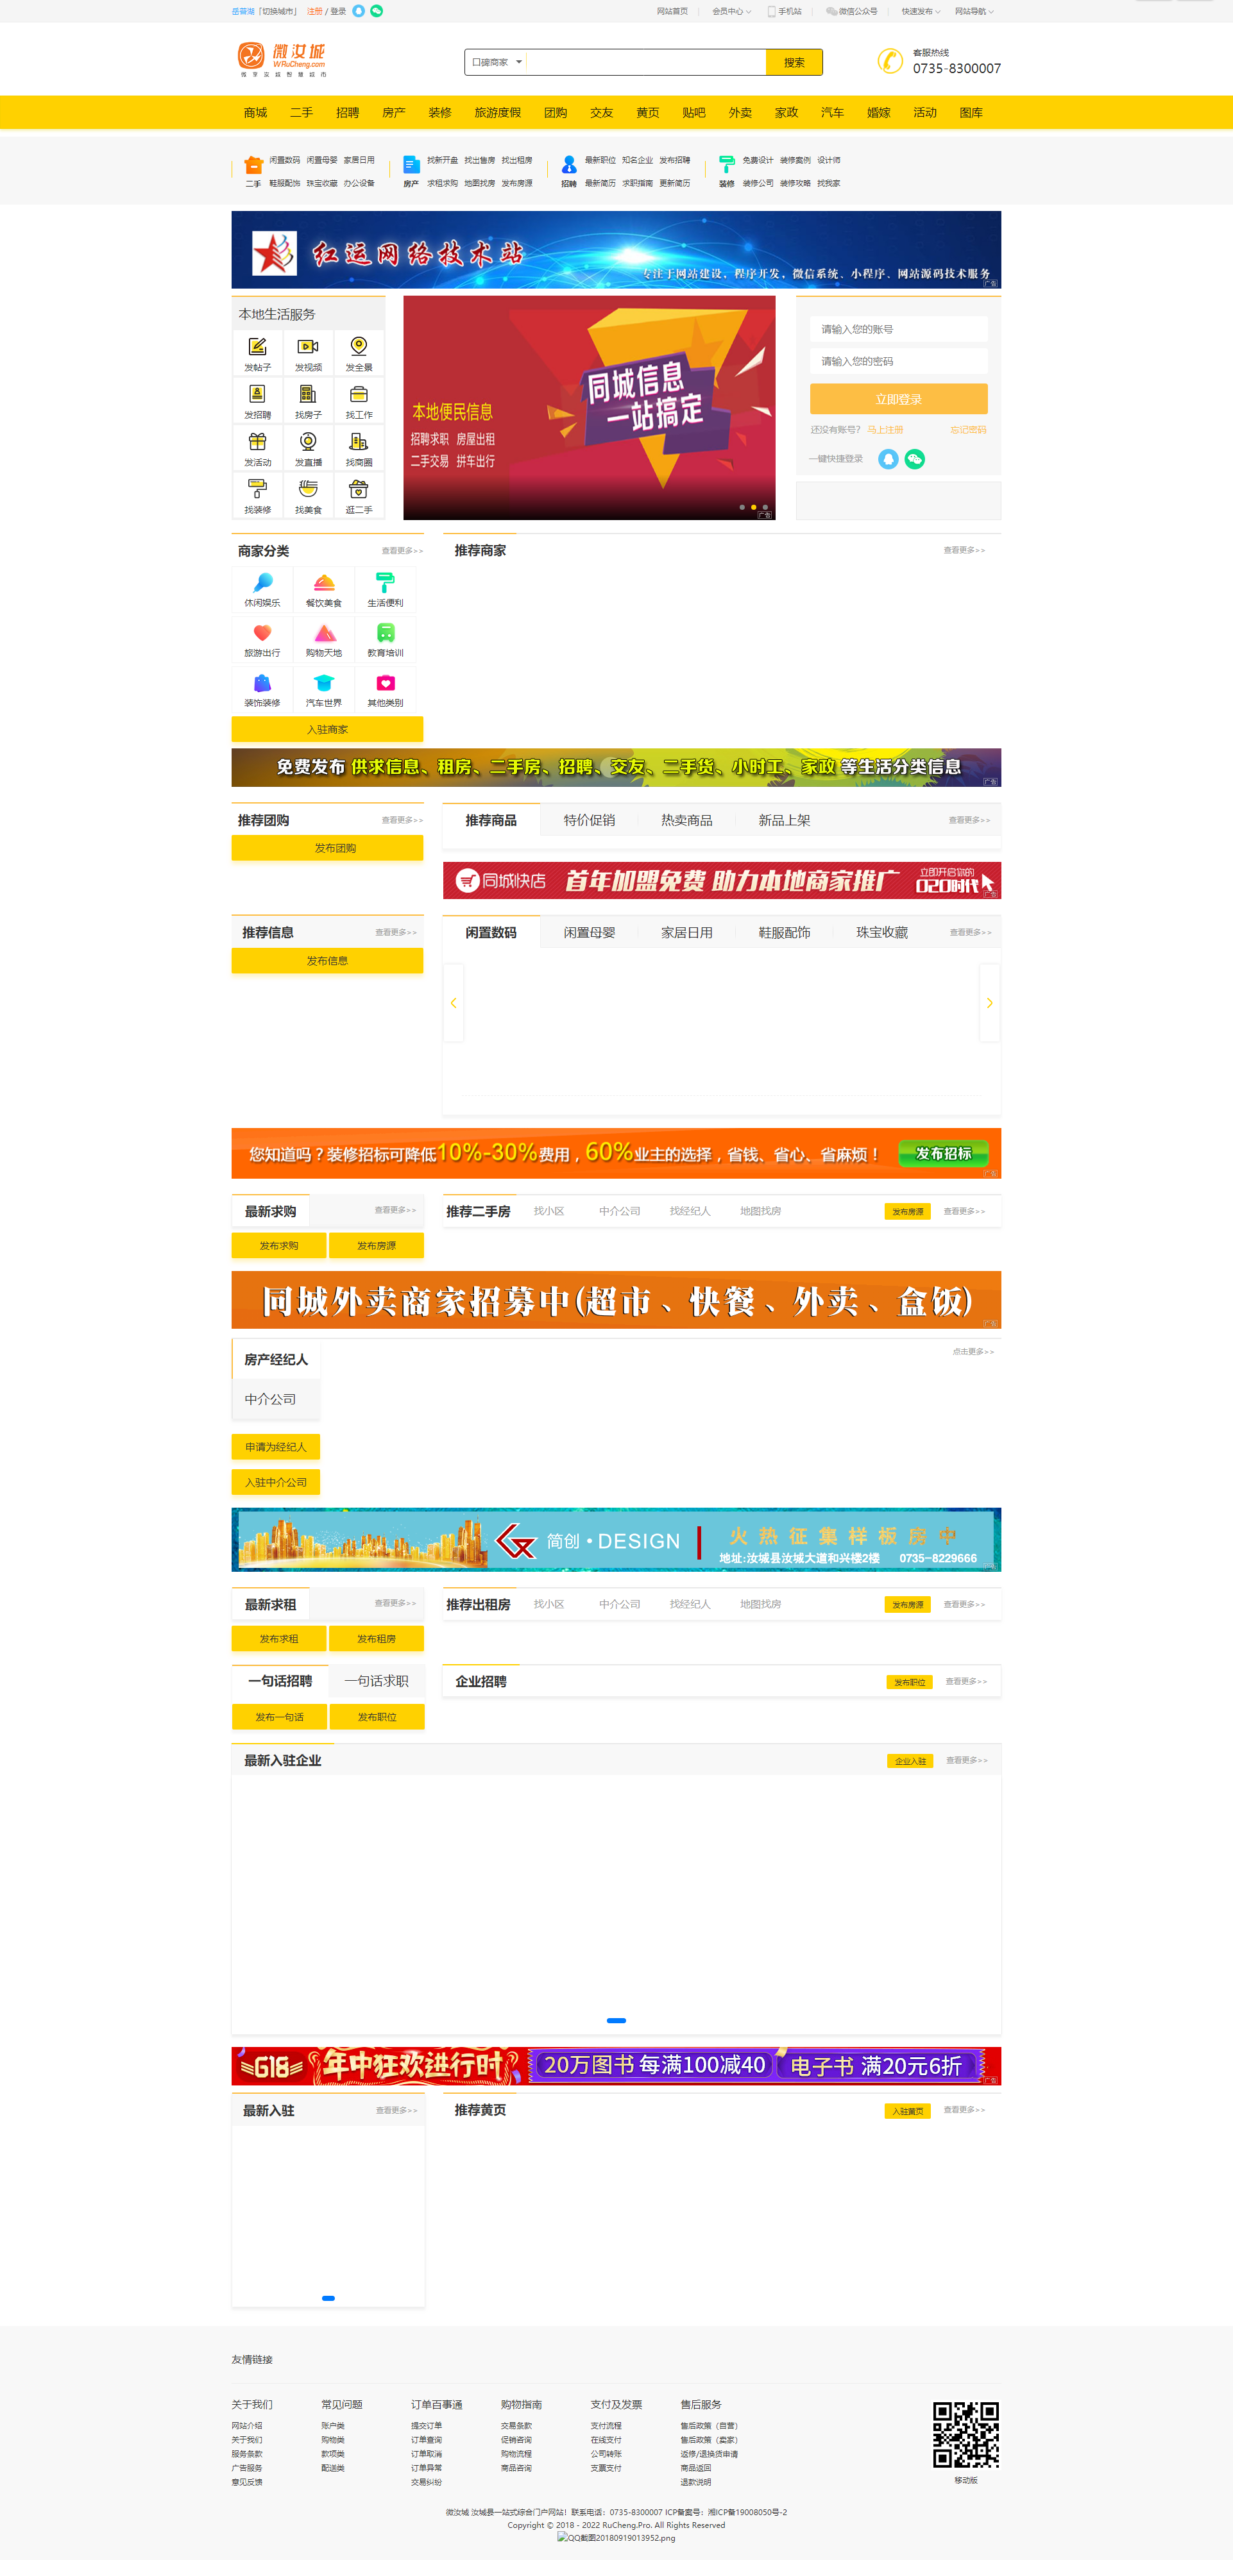 [切换城市] 注册 / 登录
网站首页 会员中心 手机站 微信公众号 快速发布 网站导航
微汝城
WRuCheng.com
口碑商家 搜索
客服热线
0735-8300007
商城 二手 招聘 房产 装修 旅游度假 团购 交友 黄页 贴吧 外卖 家政 汽车 婚嫁 活动 图库
闲置数码 闲置母婴 家居日用 找新开盘 找出售房 找出租房 最新职位 知名企业 发布招聘 免费设计 装修案例 设计师
二手 鞋服配饰 珠宝收藏 办公设备 房产 求租求购 地图找房 发布房源 招聘 最新简历 求职指南 更新简历 装修 装修公司 装修攻略 找我家
红运网络技术站
专注于网站建设、程序开发、微信系统、小程序、网站源码技术服务
广告
本地生活服务
发帖子 发视频 发全景
发招聘 找房子 找工作
发活动 发直播 找商圈
找装修 找美食 逛二手
同城信息
一站搞定
本地便民信息
招聘求职 房屋出租
二手交易 拼车出行
广告
请输入您的账号
请输入您的密码
立即登录
还没有账号? 马上注册 忘记密码
一键快捷登录
商家分类 查看更多>>
休闲娱乐 餐饮美食 生活便利
旅游出行 购物天地 教育培训
装饰装修 汽车世界 其他类别
入驻商家
推荐商家 查看更多>>
免费发布 供求信息、租房、二手房、招聘、交友、二手货、小时工、家政 等生活分类信息
广告
推荐团购 查看更多>>
发布团购
推荐商品 特价促销 热卖商品 新品上架 查看更多>>
同城快店 首年加盟免费 助力本地商家推广 立即开启你的
O2O时代
广告
推荐信息 查看更多>>
发布信息
闲置数码 闲置母婴 家居日用 鞋服配饰 珠宝收藏 查看更多>>
您知道吗？装修招标可降低10%-30%费用，60%业主的选择，省钱、省心、省麻烦！ 发布招标
广告
最新求购 查看更多>>
发布求购 发布房源
推荐二手房 找小区 中介公司 找经纪人 地图找房 发布房源 查看更多>>
同城外卖商家招募中(超市、快餐、外卖、盒饭)
广告
房产经纪人 点击更多>>
中介公司
申请为经纪人
入驻中介公司
简创·DESIGN 火热征集样板房中
地址:汝城县汝城大道和兴楼2楼 0735-8229666
最新求租 查看更多>>
发布求租 发布租房
推荐出租房 找小区 中介公司 找经纪人 地图找房 发布房源 查看更多>>
一句话招聘 一句话求职
发布一句话 发布职位
企业招聘 发布职位 查看更多>>
最新入驻企业 企业入驻 查看更多>>
618 年中狂欢进行时 20万图书 每满100减40 电子书 满20元6折
广告
最新入驻 查看更多>>
推荐黄页 入驻黄页 查看更多>>
友情链接
关于我们 常见问题 订单百事通 购物指南 支付及发票 售后服务
网站介绍 账户类 提交订单 交易条款 支付流程 售后政策（自营）
关于我们 购物类 订单查询 促销咨询 在线支付 售后政策（卖家）
服务条款 款项类 订单取消 购物流程 公司转账 返修/退换货申请
广告服务 配送类 订单异常 商品咨询 支票支付 商品返回
意见反馈 交易纠纷 退款说明
移动版
微汝城 汝城县一站式综合门户网站！联系电话：0735-8300007 ICP备案号：湘ICP备19008050号-2
Copyright © 2018 - 2022 RuCheng.Pro. All Rights Reserved
QQ截图20180919013952.png